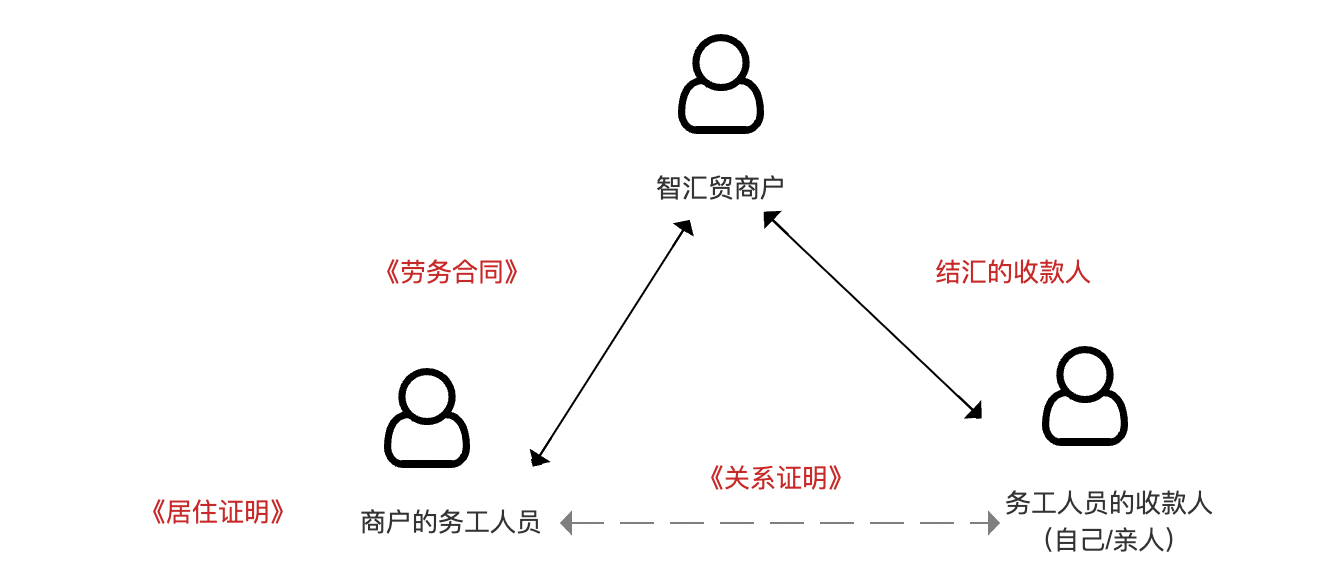 智汇贸商户
《劳务合同》
结汇的收款人
《关系证明》
《居住证明》
商户的务工人员
务工人员的收款人
（自己/亲人）